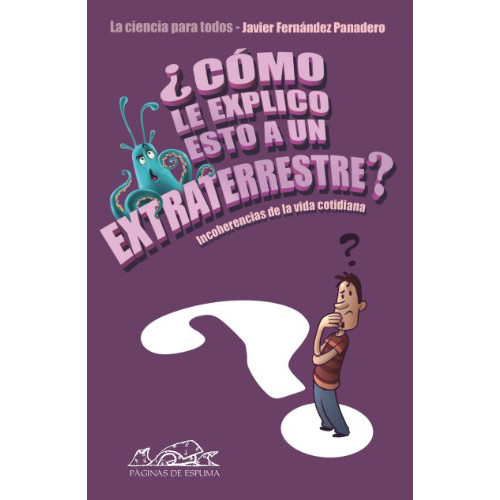 La ciencia para todos - Javier Fernández Panadero
¿CÓMO
LE EXPLICO
ESTO A UN
EXTRATERRESTRE?
Incoherencias de la vida cotidiana
?
PÁGINAS DE ESPUMA